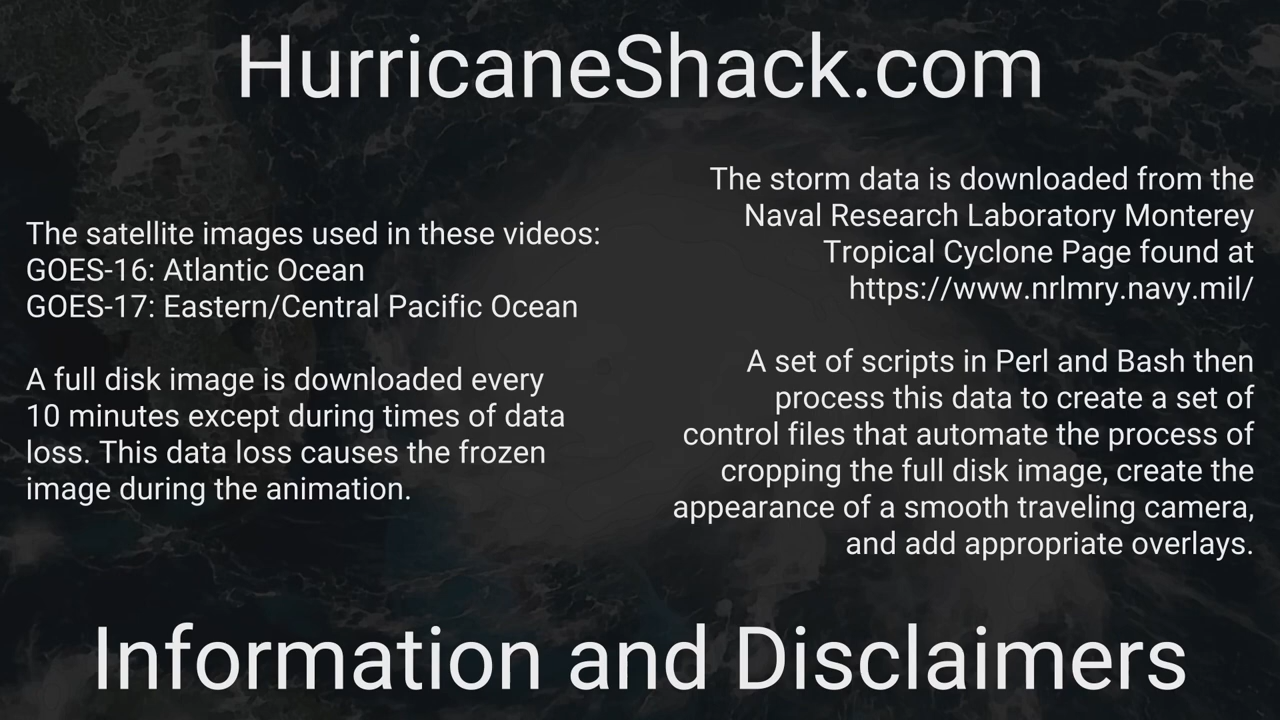 HurricaneShack.com
The satellite images used in these videos:
GOES-16: Atlantic Ocean
GOES-17: Eastern/Central Pacific Ocean
A full disk image is downloaded every
10 minutes except during times of data
loss. This data loss causes the frozen
image during the animation.
The storm data is downloaded from the
Naval Research Laboratory Monterey
Tropical Cyclone Page found at
https://www.nrlmry.navy.mil/
A set of scripts in Perl and Bash then
process this data to create a set of
control files that automate the process of
cropping the full disk image, create the
appearance of a smooth traveling camera,
and add appropriate overlays.
Information and Disclaimers